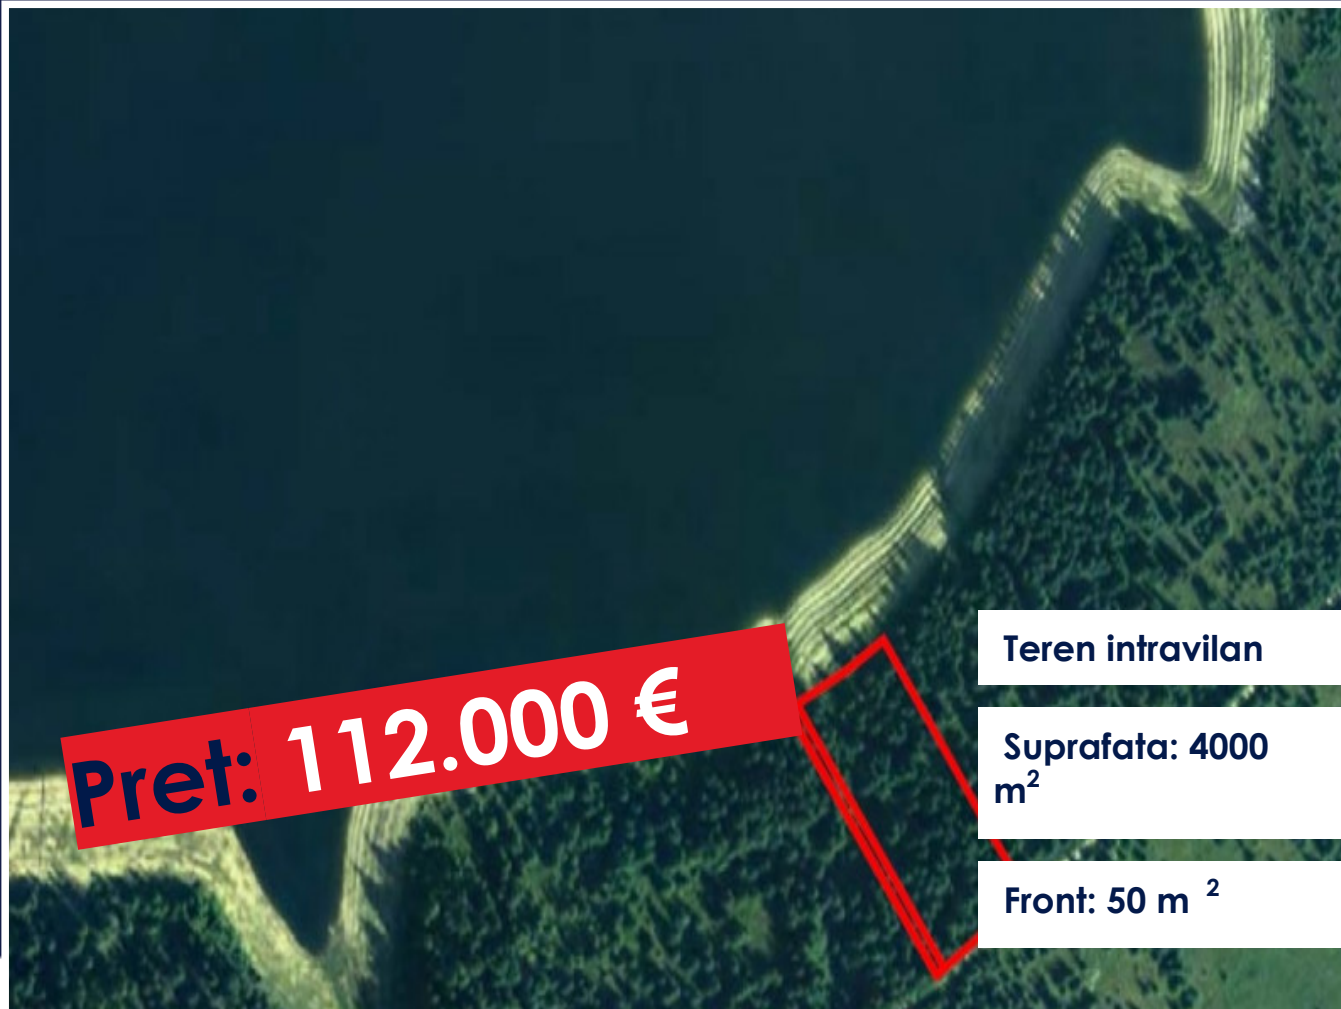 Pret: 112.000 €
Teren intravilan
Suprafata: 4000
m²
Front: 50 m ²